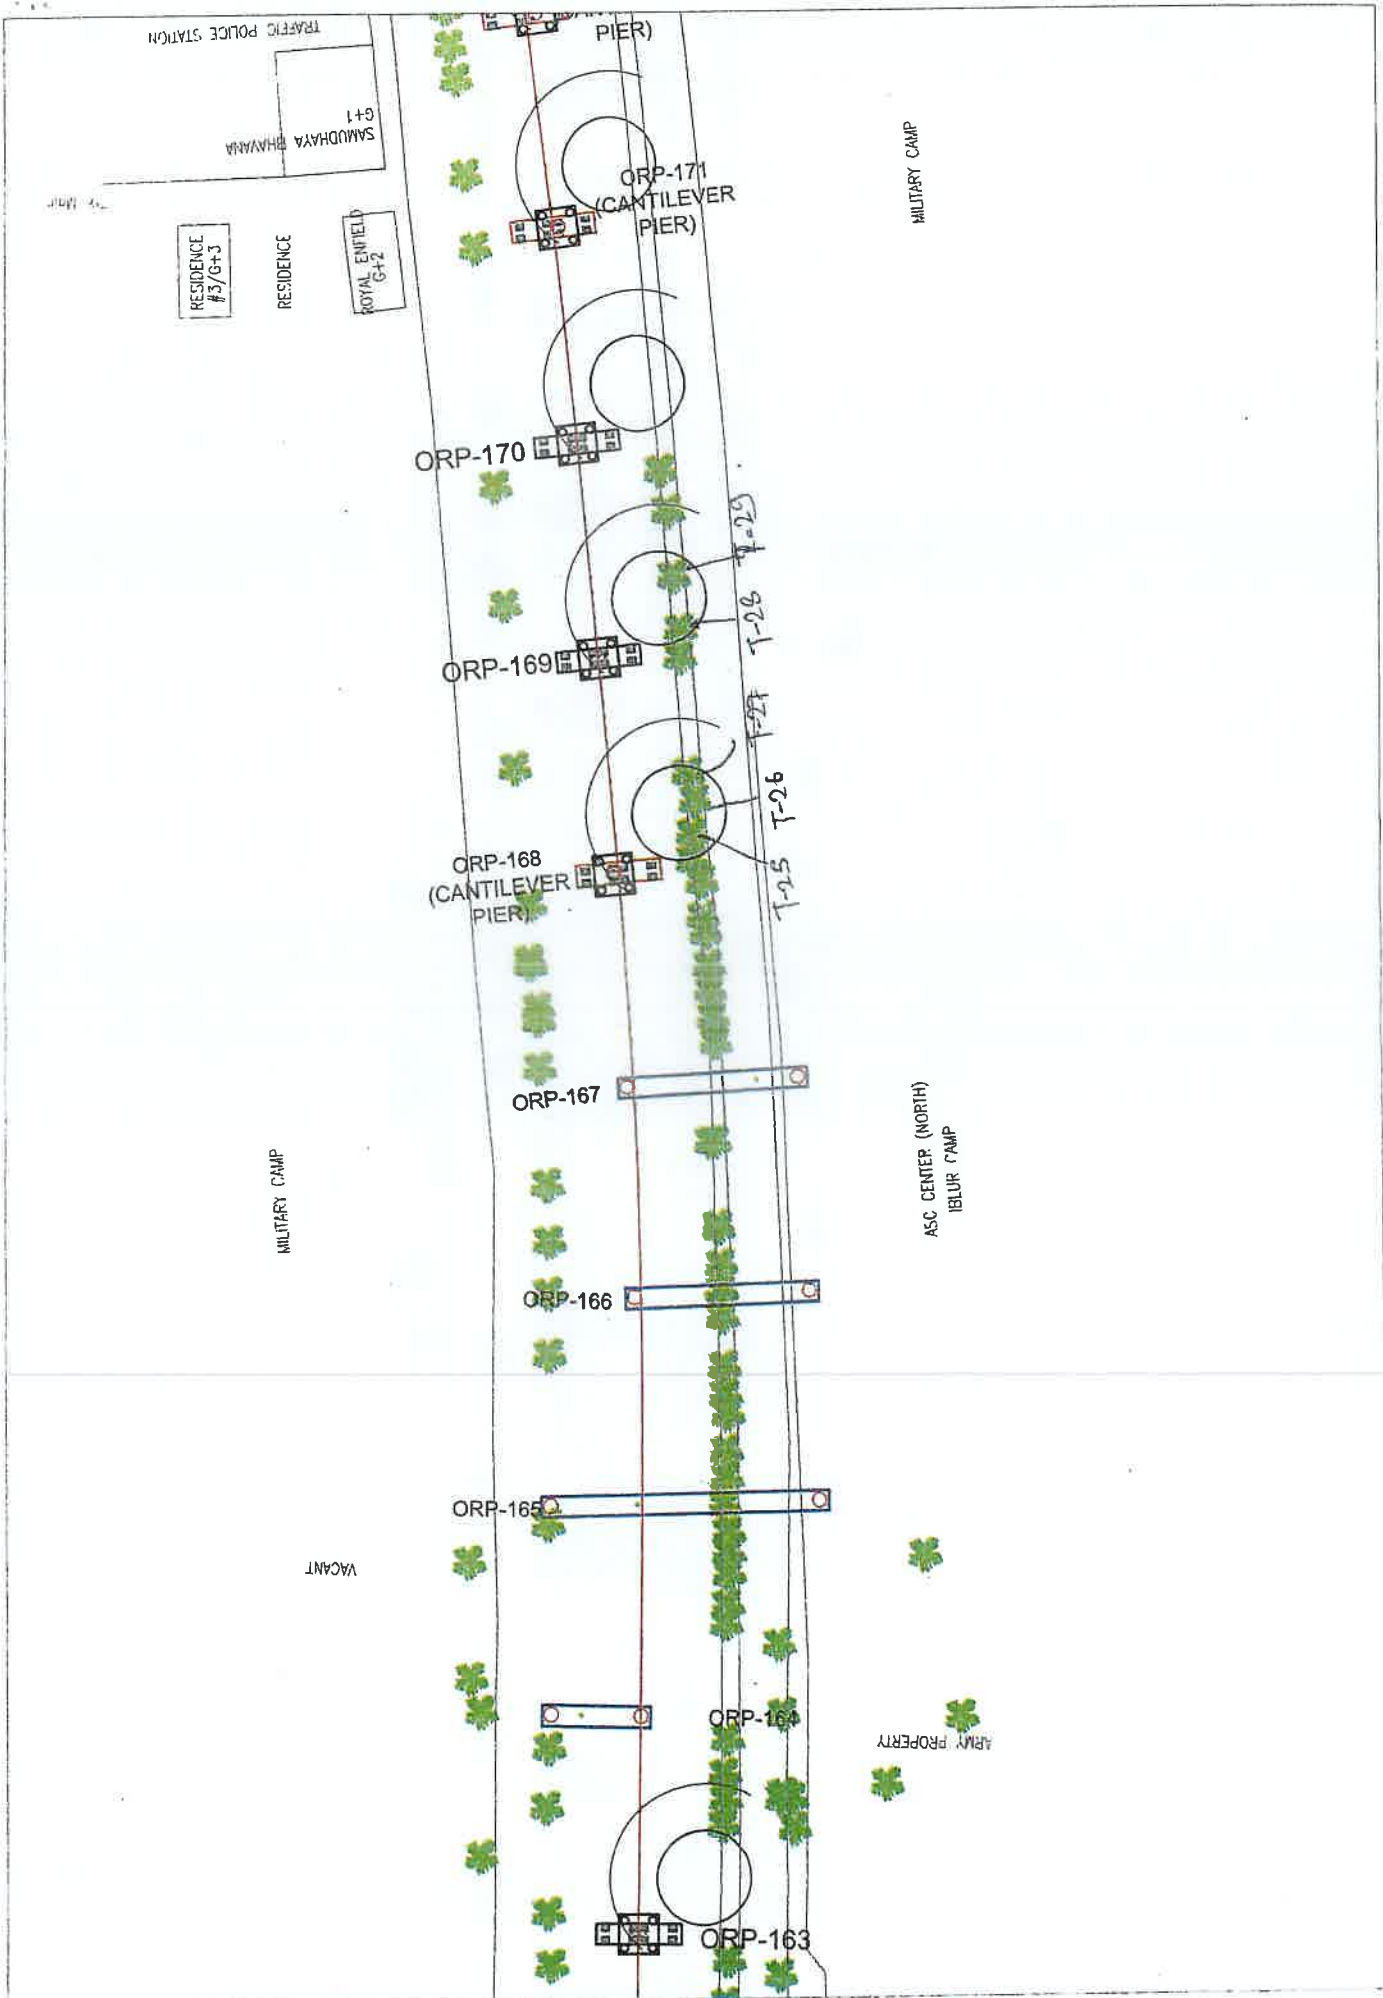 TRAFFIC POLICE STATION
PIER)
SAMUDHAYA BHAVANA
G+1
MILITARY CAMP
ORP-171
(CANTILEVER
PIER)
RESIDENCE
#3/G+3
RESIDENCE
ROYAL ENFIELD
G+2
ORP-170
T-29
T-28
ORP-169
T-27
T-26
T-25
ORP-168
(CANTILEVER
PIER)
ORP-167
ASC CENTER (NORTH)
IBLUR CAMP
MILITARY CAMP
ORP-166
ORP-165
VACANT
ORP-164
ARMY PROPERTY
ORP-163